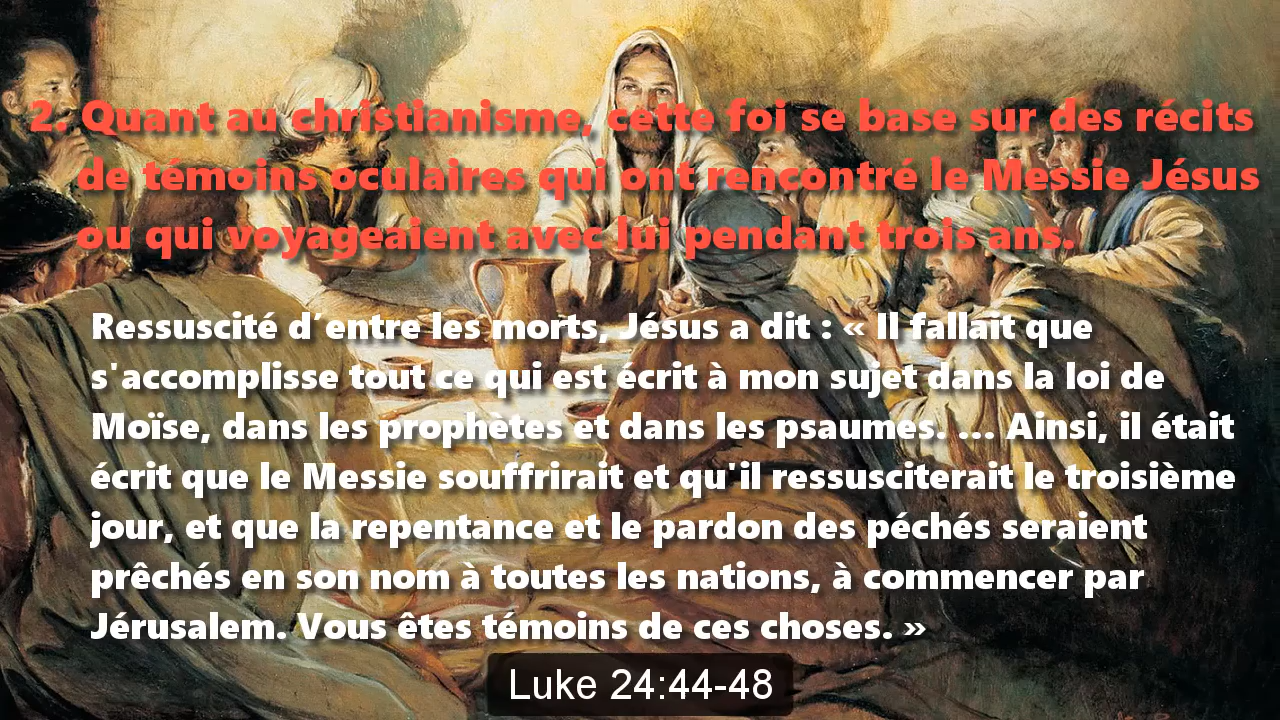 2. Quant au christianisme, cette foi se base sur des récits
de témoins oculaires qui ont rencontré le Messie Jésus
ou qui voyageaient avec lui pendant trois ans.
Ressuscité d´entre les morts, Jésus a dit : « Il fallait que
s'accomplisse tout ce qui est écrit à mon sujet dans la loi de
Moïse, dans les prophètes et dans les psaumes. ... Ainsi, il était
écrit que le Messie souffrirait et qu'il ressusciterait le troisième
jour, et que la repentance et le pardon des péchés seraient
prêchés en son nom à toutes les nations, à commencer par
Jérusalem. Vous êtes témoins de ces choses. »
Luke 24:44-48